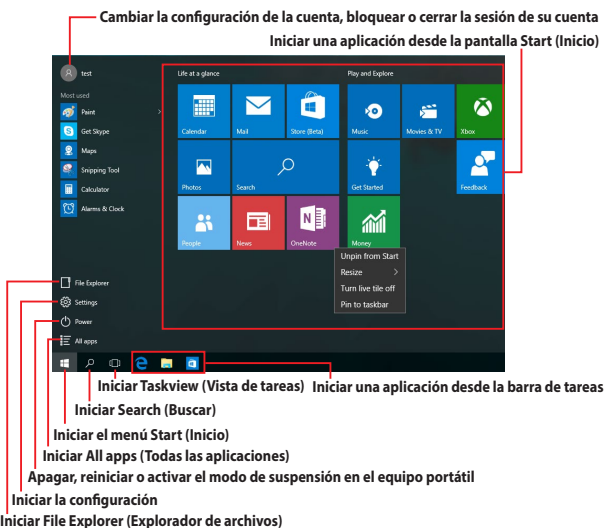 Cambiar la configuración de la cuenta, bloquear o cerrar la sesión de su cuenta
Iniciar una aplicación desde la pantalla Start (Inicio)
test
Life at a glance
Play and Explore
Most used
Paint
Get Skype
Maps
Snipping Tool
Calculator
Alarms & Clock
Calendar
Mail
Store (Beta)
Music
Movies & TV
Xbox
Photos
Search
Get Started
Feedback
People
News
OneNote
Money
Unpin from Start
Resize
Turn live tile off
Pin to taskbar
File Explorer
Settings
Power
All apps
Iniciar Taskview (Vista de tareas)
Iniciar una aplicación desde la barra de tareas
Iniciar Search (Buscar)
Iniciar el menú Start (Inicio)
Iniciar All apps (Todas las aplicaciones)
Apagar, reiniciar o activar el modo de suspensión en el equipo portátil
Iniciar la configuración
Iniciar File Explorer (Explorador de archivos)